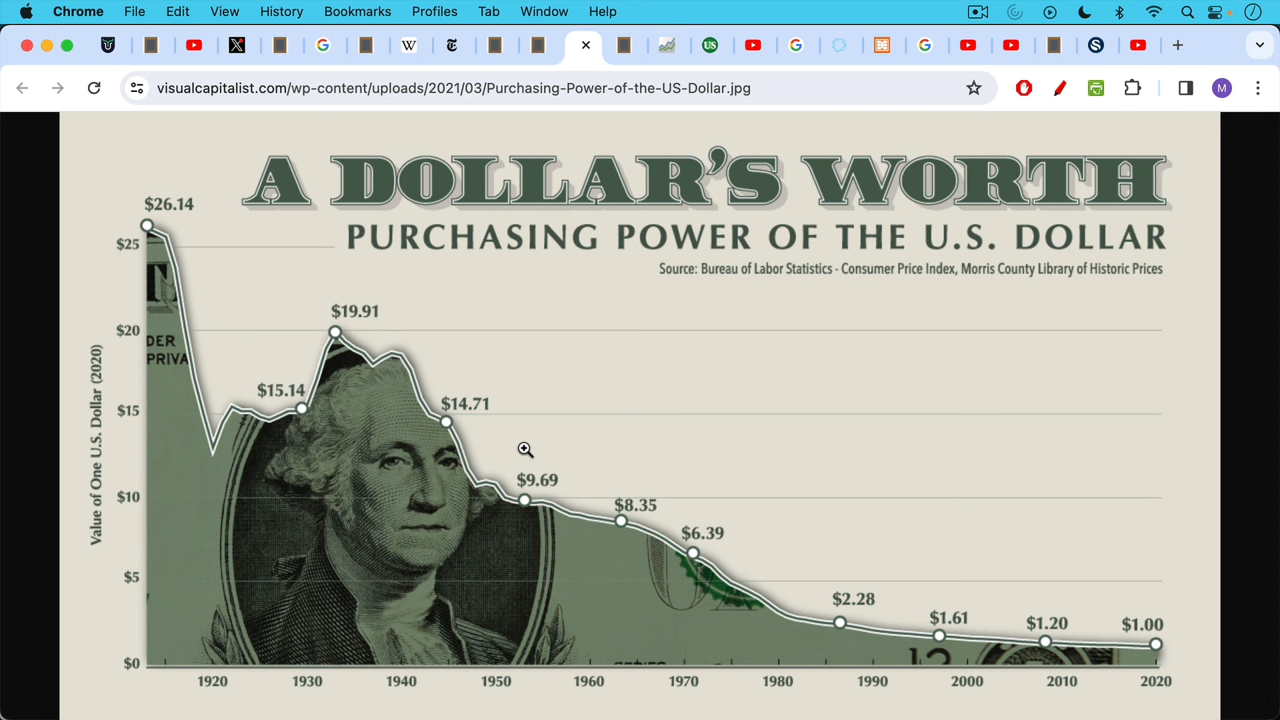 Chrome File Edit View History Bookmarks Profiles Tab Window Help
visualcapitalist.com/wp-content/uploads/2021/03/Purchasing-Power-of-the-US-Dollar.jpg
A DOLLAR'S WORTH
PURCHASING POWER OF THE U.S. DOLLAR
Source: Bureau of Labor Statistics - Consumer Price Index, Morris County Library of Historic Prices
Value of One U.S. Dollar (2020)
$25
$20
$15
$10
$5
$0
$26.14
$15.14
$19.91
$14.71
$9.69
$8.35
$6.39
$2.28
$1.61
$1.20
$1.00
DER
PRIVA
1920 1930 1940 1950 1960 1970 1980 1990 2000 2010 2020